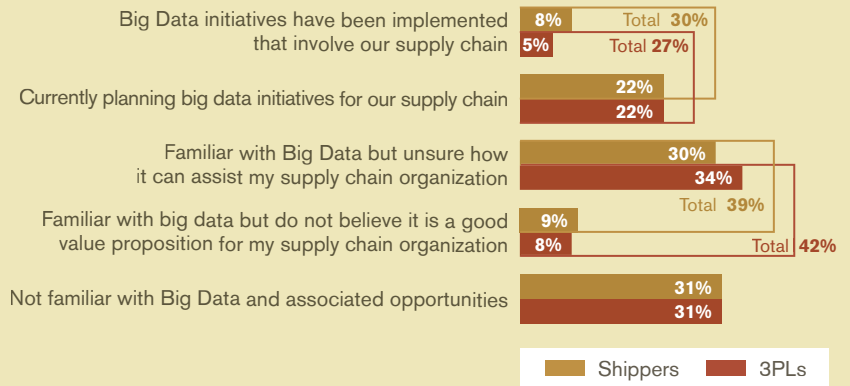 Big Data initiatives have been implemented
that involve our supply chain
8%
Total 30%
5%
Total 27%
Currently planning big data initiatives for our supply chain
22%
22%
Familiar with Big Data but unsure how
it can assist my supply chain organization
30%
34%
Total 39%
Familiar with big data but do not believe it is a good
value proposition for my supply chain organization
9%
8%
Total 42%
Not familiar with Big Data and associated opportunities
31%
31%
Shippers
3PLs